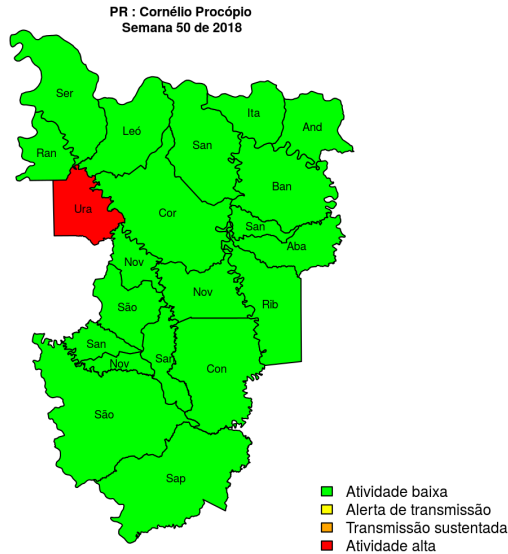 PR : Cornélio Procópio
Semana 50 de 2018
Ser
Ita
And
Leó
San
Ran
Ban
Ura
Cor
San
Aba
Nov
Nov
Rib
São
San
San
Nov
Con
São
Sap
Atividade baixa
Alerta de transmissão
Transmissão sustentada
Atividade alta